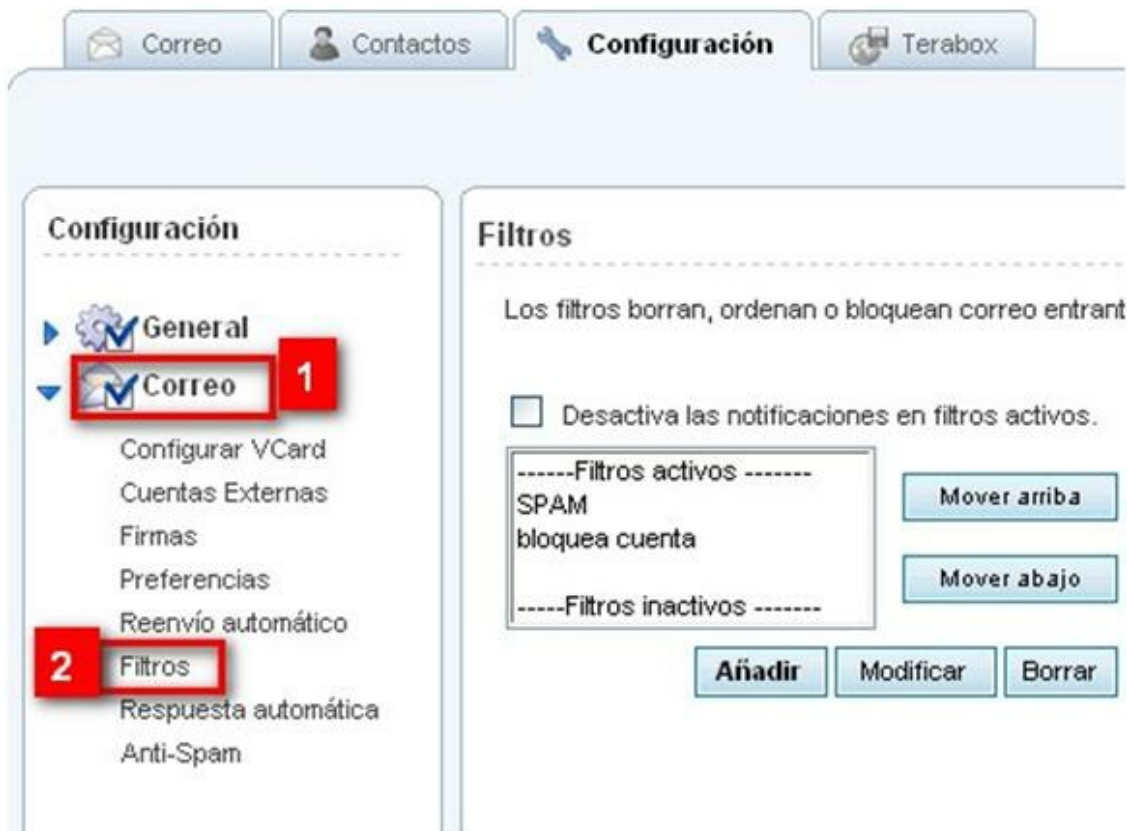 Correo
Contactos
Configuración
Terabox
Configuración
General
Correo
1
Configurar VCard
Cuentas Externas
Firmas
Preferencias
Reenvío automático
2
Filtros
Respuesta automática
Anti-Spam
Filtros
Los filtros borran, ordenan o bloquean correo entrant
Desactiva las notificaciones en filtros activos.
------Filtros activos -------
SPAM
bloquea cuenta
-----Filtros inactivos -------
Mover arriba
Mover abajo
Añadir
Modificar
Borrar